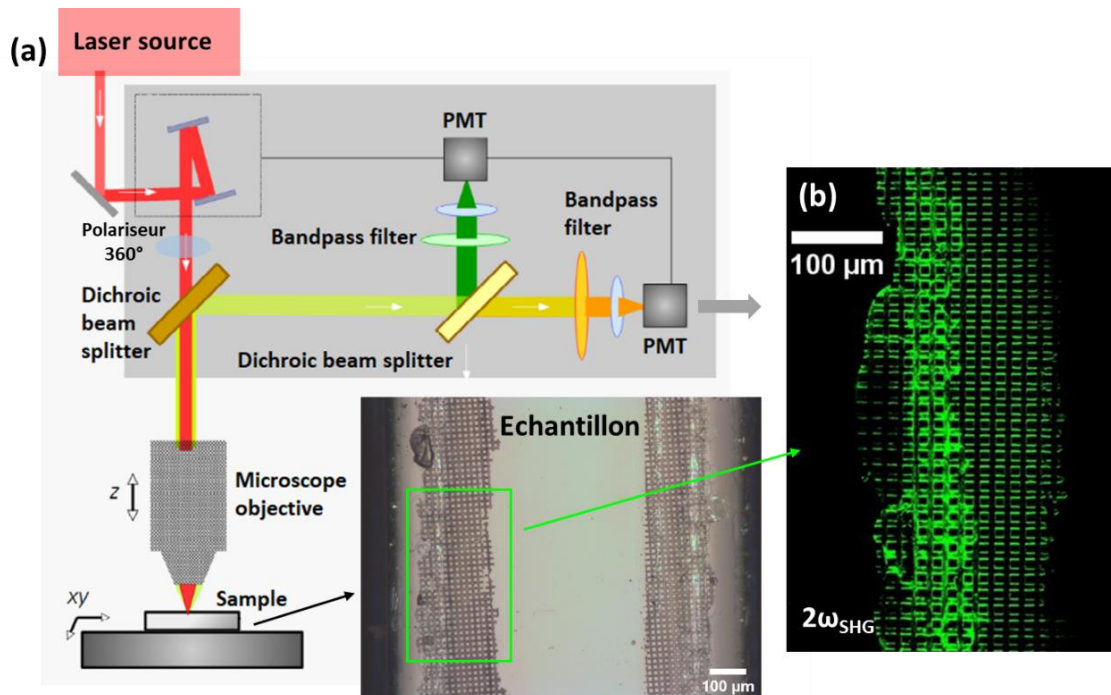 (a)
Laser source
PMT
Bandpass
filter
Polariseur
360°
Bandpass filter
Dichroic
beam
splitter
Dichroic beam splitter
PMT
(b)
100 µm
Echantillon
z
Microscope
objective
xy
Sample
100 µm
2ωSHG